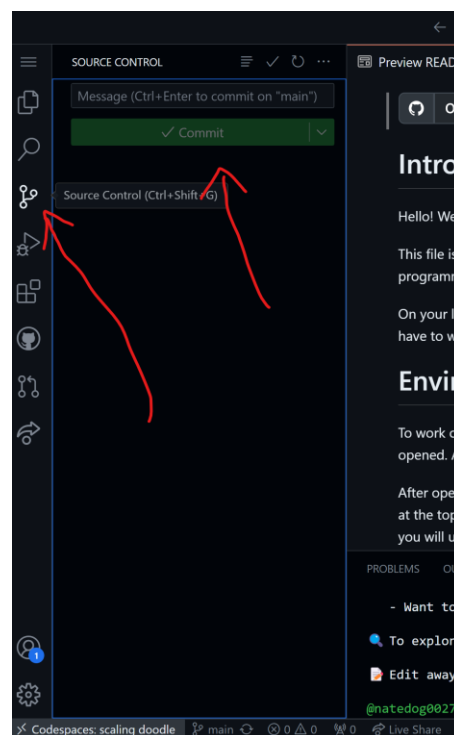 SOURCE CONTROL
Preview READ
Message (Ctrl+Enter to commit on "main")
Commit
Source Control (Ctrl+Shift+G)
Intro
Hello! We
This file is
programm
On your l
have to w
Envir
To work o
opened. A
After ope
at the top
you will u
PROBLEMS OU
- Want to
To explor
Edit away
@natedog0027
1
Codespaces: scaling doodle main 0 0 0 Live Share